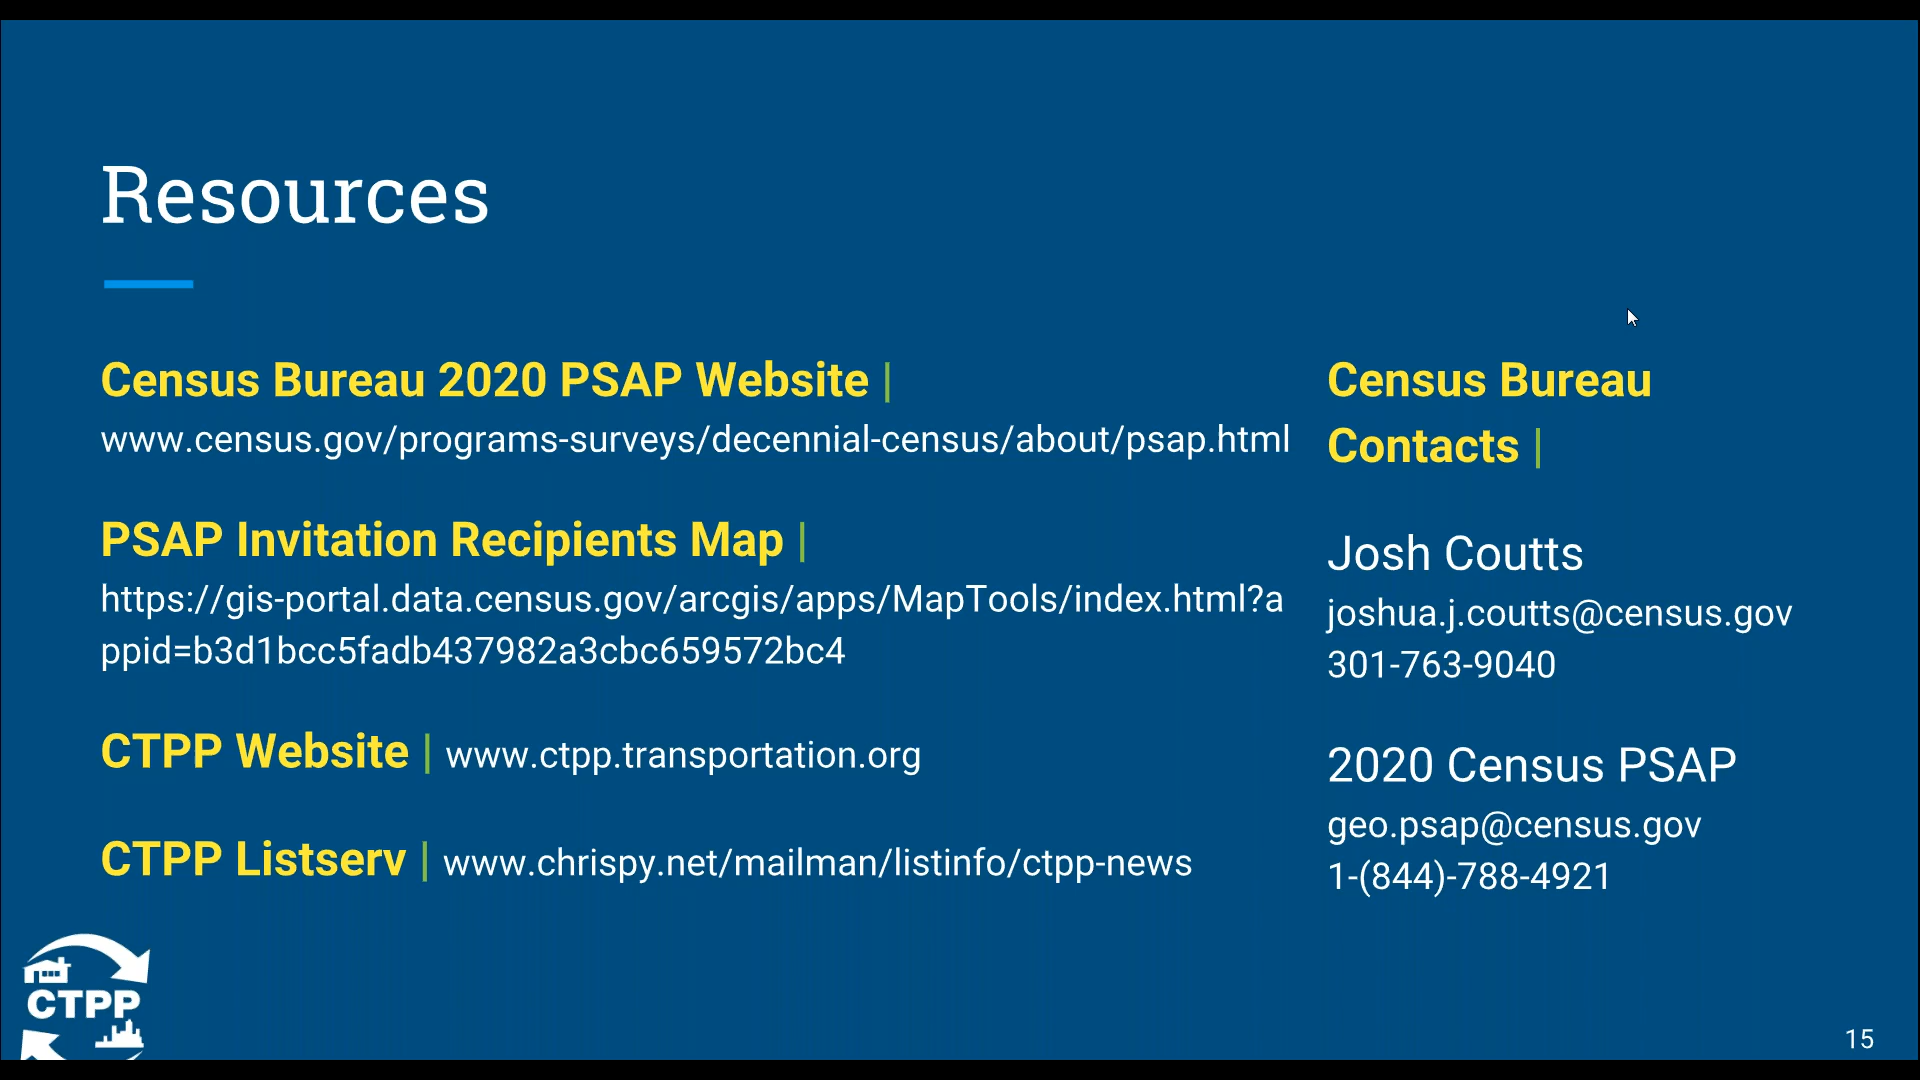 Resources
Census Bureau 2020 PSAP Website |
www.census.gov/programs-surveys/decennial-census/about/psap.html
PSAP Invitation Recipients Map |
https://gis-portal.data.census.gov/arcgis/apps/MapTools/index.html?a
ppid=b3d1bcc5fadb437982a3cbc659572bc4
CTPP Website | www.ctpp.transportation.org
CTPP Listserv | www.chrispy.net/mailman/listinfo/ctpp-news
Census Bureau
Contacts |
Josh Coutts
joshua.j.coutts@census.gov
301-763-9040
2020 Census PSAP
geo.psap@census.gov
1-(844)-788-4921
CTPP
15